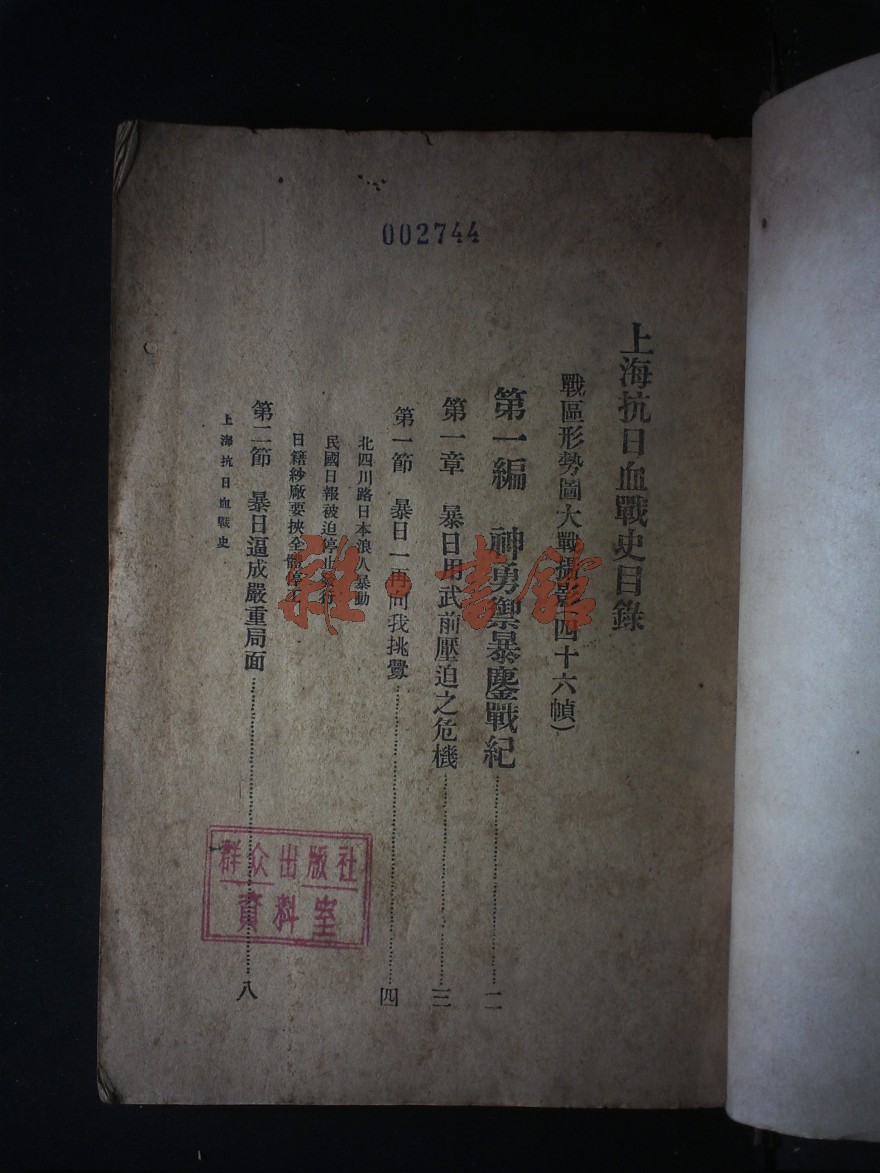 002744
上海抗日血戰史目錄
戰區形勢圖大戰攝影(四十六幀)
第一編 神勇禦暴鏖戰紀 二
第一章 暴日用武前壓迫之危機 三
第一節 暴日一再向我挑釁 四
北四川路日本浪人暴動
民國日報被迫停止發行
日籍紗廠要挾全體停工
第二節 暴日逼成嚴重局面 八
上海抗日血戰史
群众出版社
資料室
雜·書館